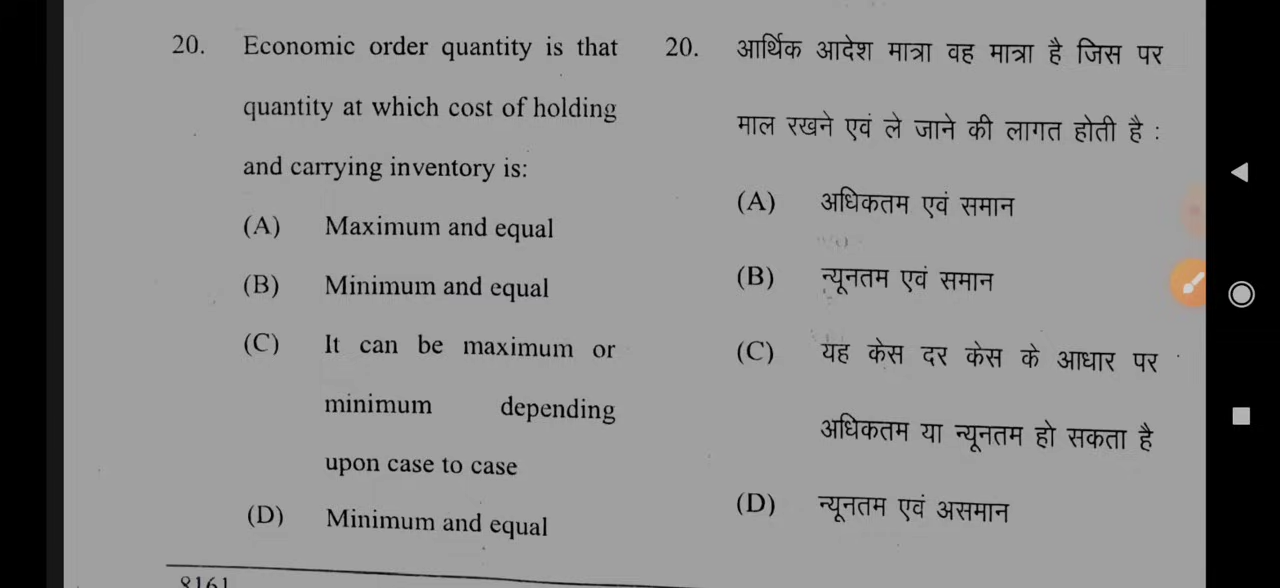 20. Economic order quantity is that
quantity at which cost of holding
and carrying inventory is:
(A) Maximum and equal
(B) Minimum and equal
(C) It can be maximum or
minimum depending
upon case to case
(D) Minimum and equal
8161
20. आर्थिक आदेश मात्रा वह मात्रा है जिस पर
माल रखने एवं ले जाने की लागत होती है :
(A) अधिकतम एवं समान
(B) न्यूनतम एवं समान
(C) यह केस दर केस के आधार पर
अधिकतम या न्यूनतम हो सकता है
(D) न्यूनतम एवं असमान